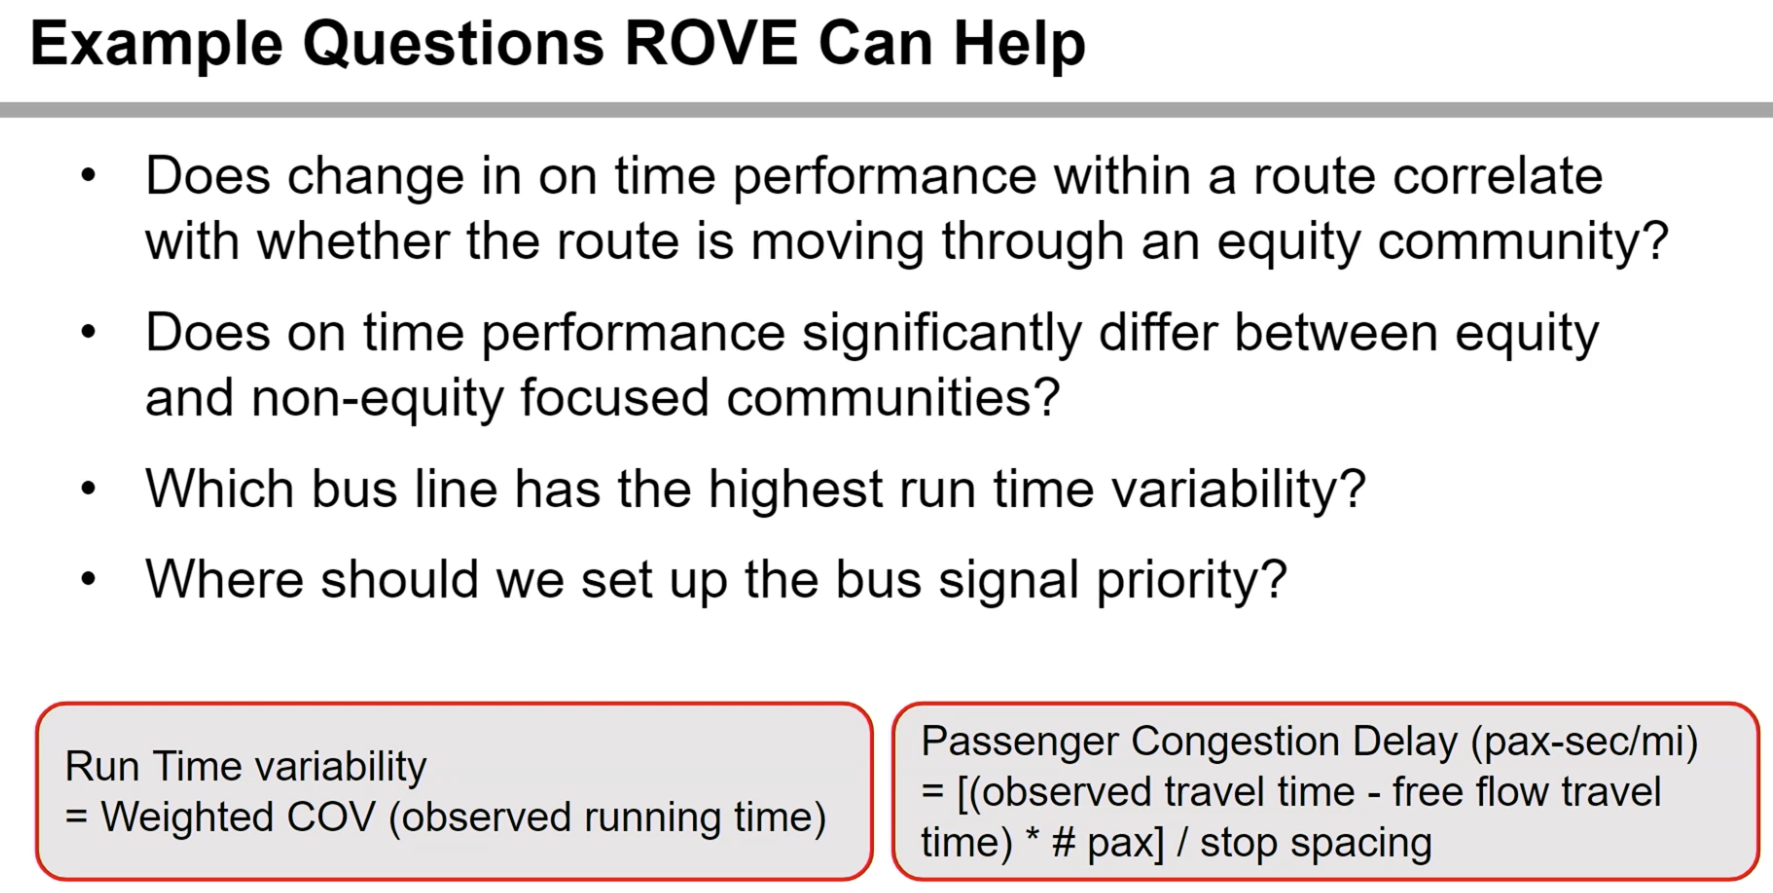 Example Questions ROVE Can Help
• Does change in on time performance within a route correlate
with whether the route is moving through an equity community?
• Does on time performance significantly differ between equity
and non-equity focused communities?
• Which bus line has the highest run time variability?
• Where should we set up the bus signal priority?
Run Time variability
= Weighted COV (observed running time)
Passenger Congestion Delay (pax-sec/mi)
= [(observed travel time - free flow travel
time) * # pax] / stop spacing